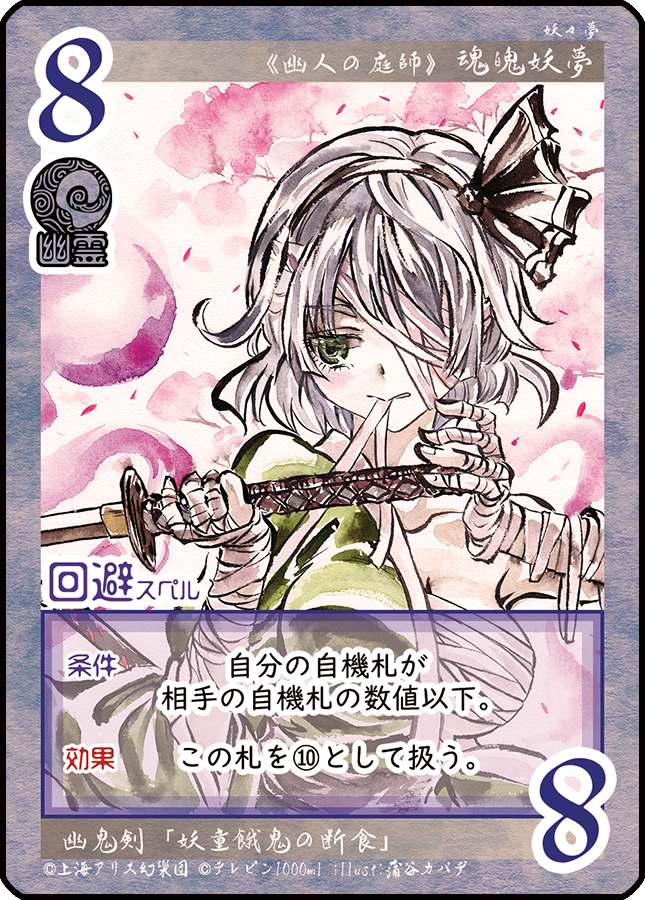 妖々夢
8
《幽人の庭師》 魂魄妖夢
幽霊
回避スペル
条件
自分の自機札が
相手の自機札の数値以下。
効果
この札を⑩として扱う。
8
幽鬼剣 「妖童餓鬼の断食」
©上海アリス幻樂団 ©テレピン1000ml illust:蒲谷カバヂ